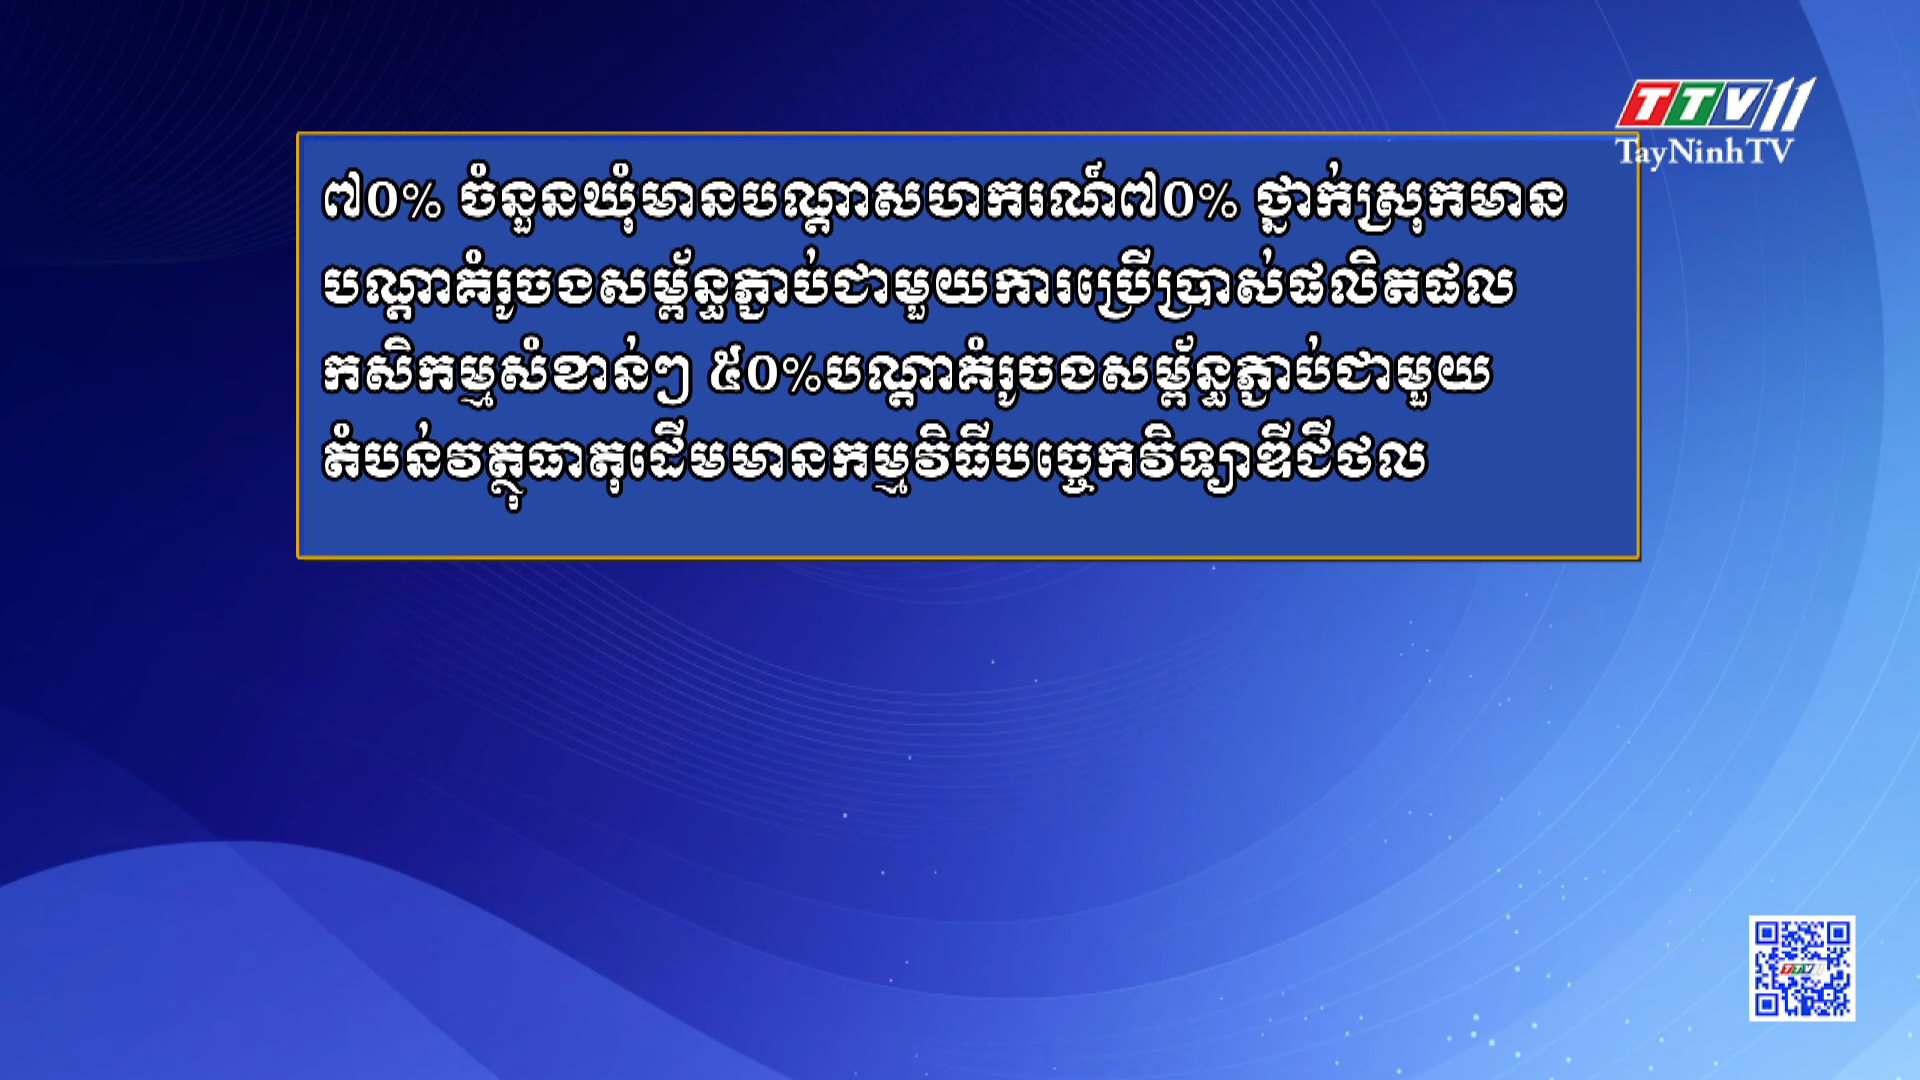 TTV11
TayNinhTV
៧០% ចំនួនឃុំមានបណ្តាសហករណ៍៧០% ថ្នាក់ស្រុកមាន
បណ្តាគំរូចងសម្ព័ន្ធភ្ជាប់ជាមួយការប្រើប្រាស់ផលិតផល
កសិកម្មសំខាន់ៗ ៥០%បណ្តាគំរូចងសម្ព័ន្ធភ្ជាប់ជាមួយ
តំបន់វត្ថុធាតុដើមមានកម្មវិធីបច្ចេកវិទ្យាឌីជីថល
TTV11